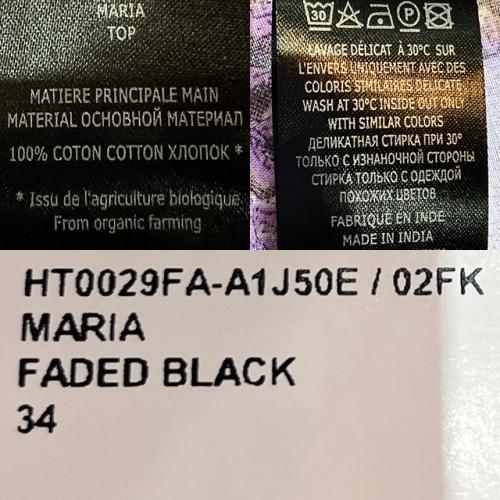 MARIA
TOP
MATIERE PRINCIPALE MAIN
MATERIAL ОСНОВНОЙ МАТЕРИАЛ
100% COTON COTTON ХЛОПОК *
* Issu de l'agriculture biologique.
From organic farming
30 P
LAVAGE DÉLICAT À 30°C SUR
L'ENVERS UNIQUEMENT AVEC DES
COLORIS SIMILAIRES DELICATE
WASH AT 30°C INSIDE OUT ONLY
WITH SIMILAR COLORS
ДЕЛИКАТНАЯ СТИРКА ПРИ 30°
ТОЛЬКО С ИЗНАНОЧНОЙ СТОРОНЫ
СТИРКА ТОЛЬКО С ОДЕЖДОЙ
ПОХОЖИХ ЦВЕТОВ
FABRIQUÉ EN INDE
MADE IN INDIA
HT0029FA-A1J50E / 02FK
MARIA
FADED BLACK
34